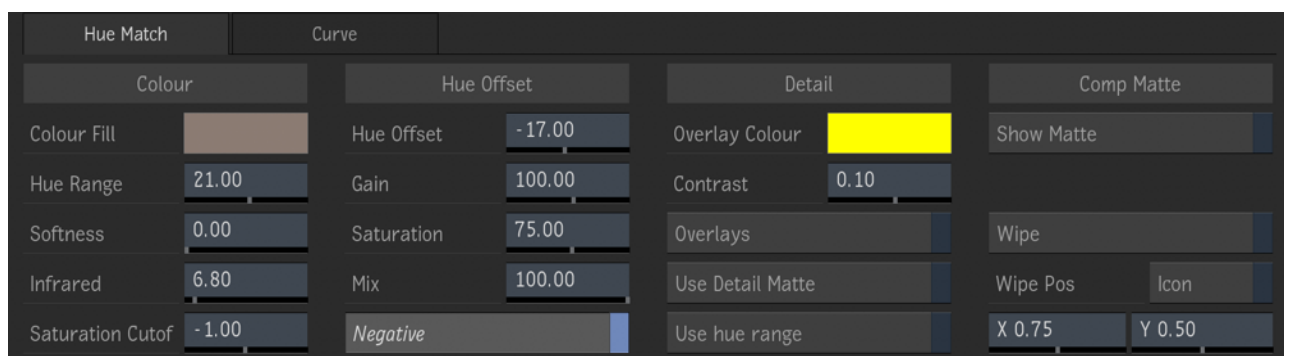 Hue Match Curve
Colour Hue Offset Detail Comp Matte
Colour Fill Hue Offset -17.00 Overlay Colour Show Matte
Hue Range 21.00 Gain 100.00 Contrast 0.10
Softness 0.00 Saturation 75.00 Overlays Wipe
Infrared 6.80 Mix 100.00 Use Detail Matte Wipe Pos Icon
Saturation Cutof -1.00 Negative Use hue range X 0.75 Y 0.50